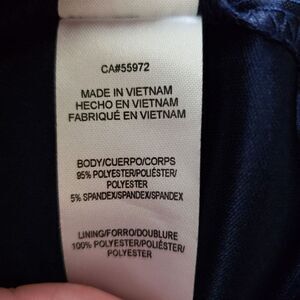 CA#55972
MADE IN VIETNAM
HECHO EN VIETNAM
FABRIQUÉ EN VIETNAM
BODY/CUERPO/CORPS
95% POLYESTER/POLIÉSTER/
POLYESTER
5% SPANDEX/SPANDEX/SPANDEX
LINING/FORRO/DOUBLURE
100% POLYESTER/POLIÉSTER/
POLYESTER